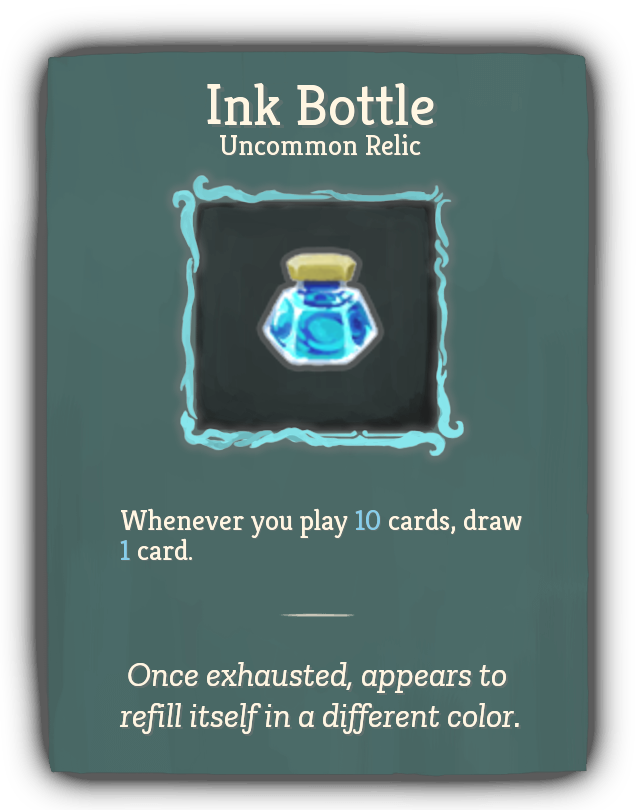 Ink Bottle
Uncommon Relic
Whenever you play 10 cards, draw
1 card.
Once exhausted, appears to
refill itself in a different color.